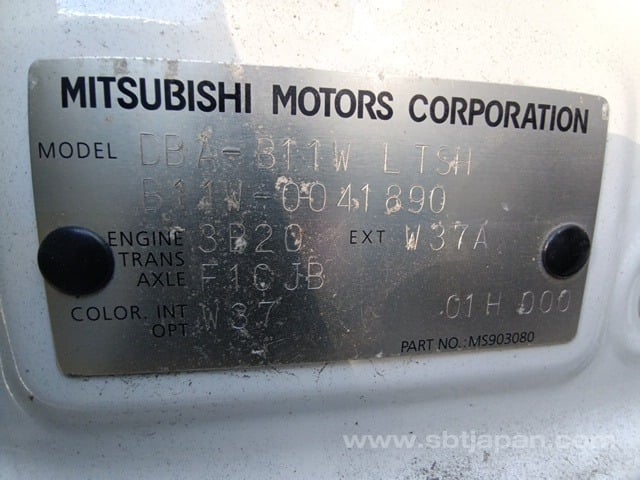 MITSUBISHI MOTORS CORPORATION
MODEL DBA-B11W LTSH
B11W-0041890
ENGINE 3B20 EXT W37A
TRANS
AXLE F1CJB
COLOR. INT W37 01H 000
OPT
PART NO.: MS903080
www.sbtjapan.com